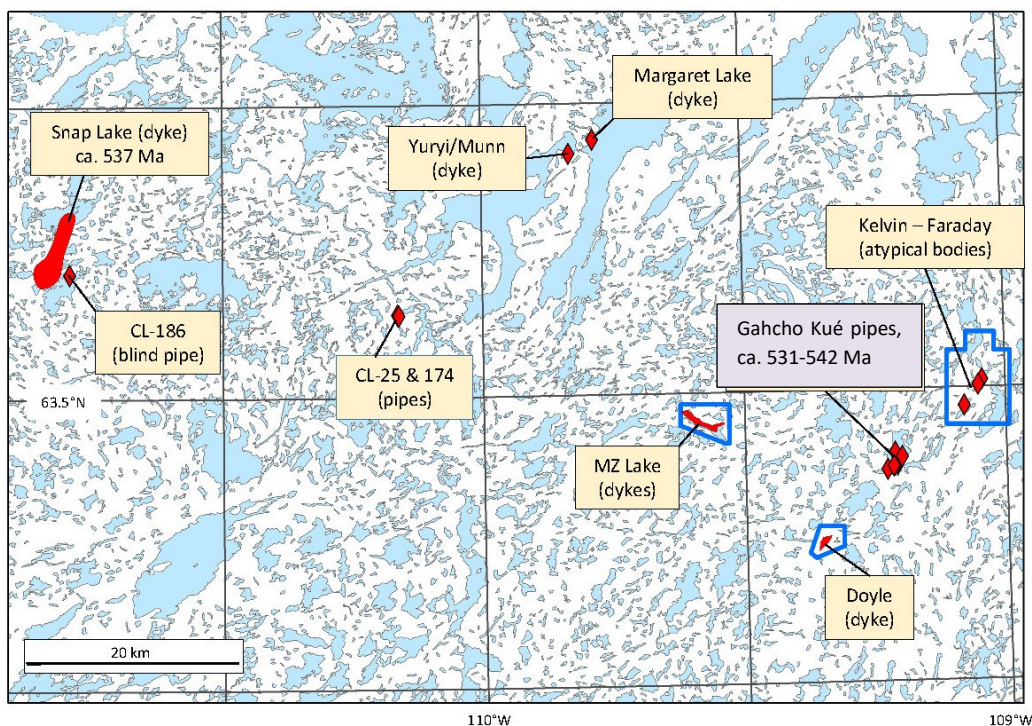 Margaret Lake
(dyke)
Snap Lake (dyke)
ca. 537 Ma
Yuryi/Munn
(dyke)
Kelvin – Faraday
(atypical bodies)
CL-186
(blind pipe)
Gahcho Kué pipes,
ca. 531-542 Ma
CL-25 & 174
(pipes)
63.5°N
MZ Lake
(dykes)
Doyle
(dyke)
20 km
110°W
109°W